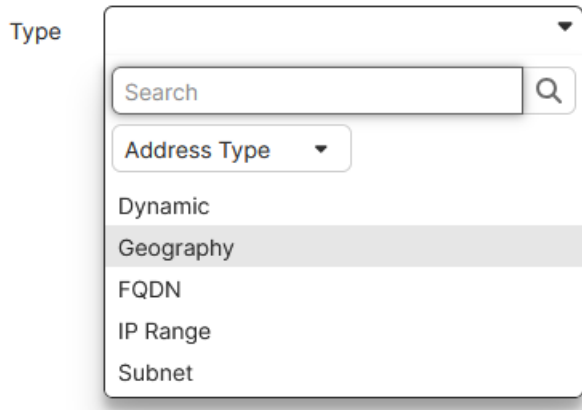 Type
Search
Address Type
Dynamic
Geography
FQDN
IP Range
Subnet